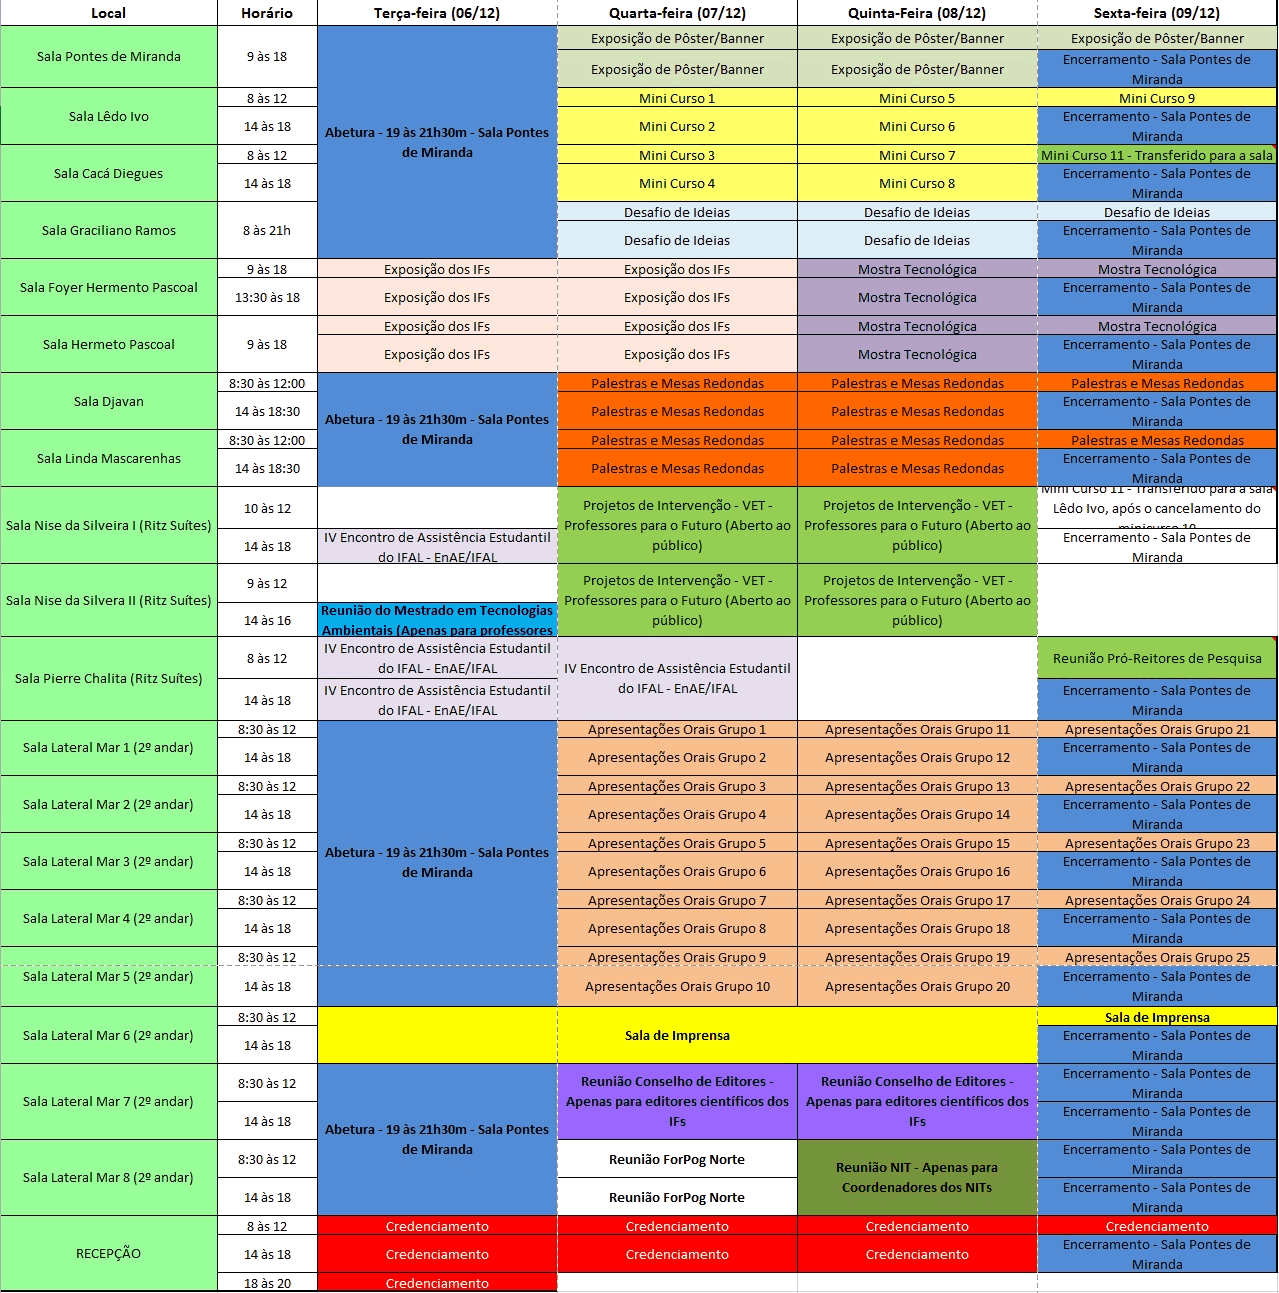 Local Horário Terça-feira (06/12) Quarta-feira (07/12) Quinta-Feira (08/12) Sexta-feira (09/12)
Sala Pontes de Miranda
9 às 18
Abetura - 19 às 21h30m - Sala Pontes
de Miranda
Exposição de Pôster/Banner Exposição de Pôster/Banner Exposição de Pôster/Banner
Exposição de Pôster/Banner Exposição de Pôster/Banner Encerramento - Sala Pontes de
Miranda
Sala Lêdo Ivo
8 às 12 Mini Curso 1 Mini Curso 5 Mini Curso 9
14 às 18 Mini Curso 2 Mini Curso 6 Encerramento - Sala Pontes de
Miranda
Sala Cacá Diegues
8 às 12 Mini Curso 3 Mini Curso 7 Mini Curso 11 - Transferido para a sala
14 às 18 Mini Curso 4 Mini Curso 8 Encerramento - Sala Pontes de
Miranda
Sala Graciliano Ramos
8 às 21h
Desafio de Ideias Desafio de Ideias Desafio de Ideias
Desafio de Ideias Desafio de Ideias Encerramento - Sala Pontes de
Miranda
Sala Foyer Hermento Pascoal
9 às 18 Exposição dos IFs Exposição dos IFs Mostra Tecnológica Mostra Tecnológica
13:30 às 18 Exposição dos IFs Exposição dos IFs Mostra Tecnológica Encerramento - Sala Pontes de
Miranda
Sala Hermeto Pascoal
9 às 18
Exposição dos IFs Exposição dos IFs Mostra Tecnológica Mostra Tecnológica
Exposição dos IFs Exposição dos IFs Mostra Tecnológica Encerramento - Sala Pontes de
Miranda
Sala Djavan
Abetura - 19 às 21h30m - Sala Pontes
de Miranda
8:30 às 12:00 Palestras e Mesas Redondas Palestras e Mesas Redondas Palestras e Mesas Redondas
14 às 18:30 Palestras e Mesas Redondas Palestras e Mesas Redondas Encerramento - Sala Pontes de
Miranda
Sala Linda Mascarenhas
8:30 às 12:00 Palestras e Mesas Redondas Palestras e Mesas Redondas Palestras e Mesas Redondas
14 às 18:30 Palestras e Mesas Redondas Palestras e Mesas Redondas Encerramento - Sala Pontes de
Miranda
Sala Nise da Silveira I (Ritz Suítes)
10 às 12
Projetos de Intervenção - VET -
Professores para o Futuro (Aberto ao
público)
Projetos de Intervenção - VET -
Professores para o Futuro (Aberto ao
público)
Mini Curso 11 - Transferido para a sala
Lêdo Ivo, após o cancelamento do
minicurso 10
14 às 18
IV Encontro de Assistência Estudantil
do IFAL - EnAE/IFAL
Encerramento - Sala Pontes de
Miranda
Sala Nise da Silvera II (Ritz Suítes)
9 às 12
Projetos de Intervenção - VET -
Professores para o Futuro (Aberto ao
público)
Projetos de Intervenção - VET -
Professores para o Futuro (Aberto ao
público)
14 às 16
Reunião do Mestrado em Tecnologias
Ambientais (Apenas para professores
Sala Pierre Chalita (Ritz Suítes)
8 às 12
IV Encontro de Assistência Estudantil
do IFAL - EnAE/IFAL
IV Encontro de Assistência Estudantil
do IFAL - EnAE/IFAL
Reunião Pró-Reitores de Pesquisa
14 às 18
IV Encontro de Assistência Estudantil
do IFAL - EnAE/IFAL
Encerramento - Sala Pontes de
Miranda
Sala Lateral Mar 1 (2º andar)
Abetura - 19 às 21h30m - Sala Pontes
de Miranda
8:30 às 12 Apresentações Orais Grupo 1 Apresentações Orais Grupo 11 Apresentações Orais Grupo 21
14 às 18 Apresentações Orais Grupo 2 Apresentações Orais Grupo 12 Encerramento - Sala Pontes de
Miranda
Sala Lateral Mar 2 (2º andar)
8:30 às 12 Apresentações Orais Grupo 3 Apresentações Orais Grupo 13 Apresentações Orais Grupo 22
14 às 18 Apresentações Orais Grupo 4 Apresentações Orais Grupo 14 Encerramento - Sala Pontes de
Miranda
Sala Lateral Mar 3 (2º andar)
8:30 às 12 Apresentações Orais Grupo 5 Apresentações Orais Grupo 15 Apresentações Orais Grupo 23
14 às 18 Apresentações Orais Grupo 6 Apresentações Orais Grupo 16 Encerramento - Sala Pontes de
Miranda
Sala Lateral Mar 4 (2º andar)
8:30 às 12 Apresentações Orais Grupo 7 Apresentações Orais Grupo 17 Apresentações Orais Grupo 24
14 às 18 Apresentações Orais Grupo 8 Apresentações Orais Grupo 18 Encerramento - Sala Pontes de
Miranda
Sala Lateral Mar 5 (2º andar)
8:30 às 12 Apresentações Orais Grupo 9 Apresentações Orais Grupo 19 Apresentações Orais Grupo 25
14 às 18 Apresentações Orais Grupo 10 Apresentações Orais Grupo 20 Encerramento - Sala Pontes de
Miranda
Sala Lateral Mar 6 (2º andar)
8:30 às 12 Sala de Imprensa Sala de Imprensa
14 às 18 Encerramento - Sala Pontes de
Miranda
Sala Lateral Mar 7 (2º andar)
Abetura - 19 às 21h30m - Sala Pontes
de Miranda
8:30 às 12
Reunião Conselho de Editores -
Apenas para editores científicos dos
IFs
Reunião Conselho de Editores -
Apenas para editores científicos dos
IFs
Encerramento - Sala Pontes de
Miranda
14 às 18 Encerramento - Sala Pontes de
Miranda
Sala Lateral Mar 8 (2º andar)
8:30 às 12 Reunião ForPog Norte
Reunião NIT - Apenas para
Coordenadores dos NITs
Encerramento - Sala Pontes de
Miranda
14 às 18 Reunião ForPog Norte Encerramento - Sala Pontes de
Miranda
RECEPÇÃO
8 às 12 Credenciamento Credenciamento Credenciamento Credenciamento
14 às 18 Credenciamento Credenciamento Credenciamento Encerramento - Sala Pontes de
Miranda
18 às 20 Credenciamento